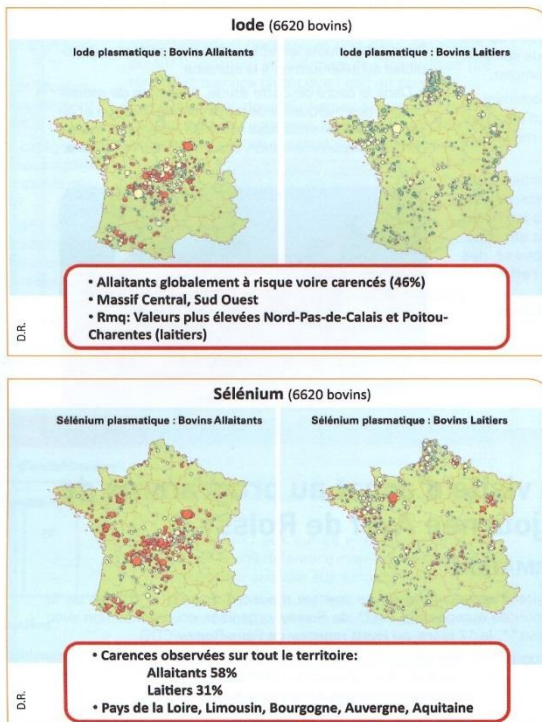 Iode (6620 bovins)
Iode plasmatique : Bovins Allaitants
Iode plasmatique : Bovins Laitiers
• Allaitants globalement à risque voire carencés (46%)
• Massif Central, Sud Ouest
• Rmq: Valeurs plus élevées Nord-Pas-de-Calais et Poitou-
Charentes (laitiers)
D.R.
Sélénium (6620 bovins)
Sélénium plasmatique : Bovins Allaitants
Sélénium plasmatique : Bovins Laitiers
• Carences observées sur tout le territoire:
Allaitants 58%
Laitiers 31%
• Pays de la Loire, Limousin, Bourgogne, Auvergne, Aquitaine
D.R.